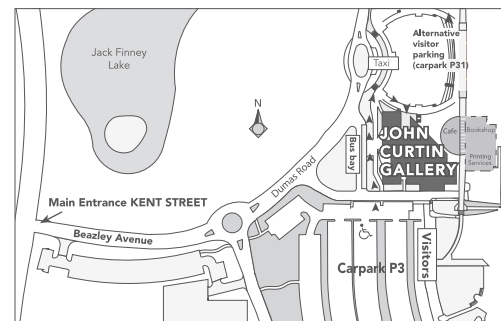 Jack Finney
Lake
N
Taxi
Alternative
visitor
parking
(carpark P31)
Bus bay
JOHN
CURTIN
GALLERY
Cafe
Bookshop
Printing
Services
Dumas Road
Main Entrance KENT STREET
Beazley Avenue
Carpark P3
Visitors